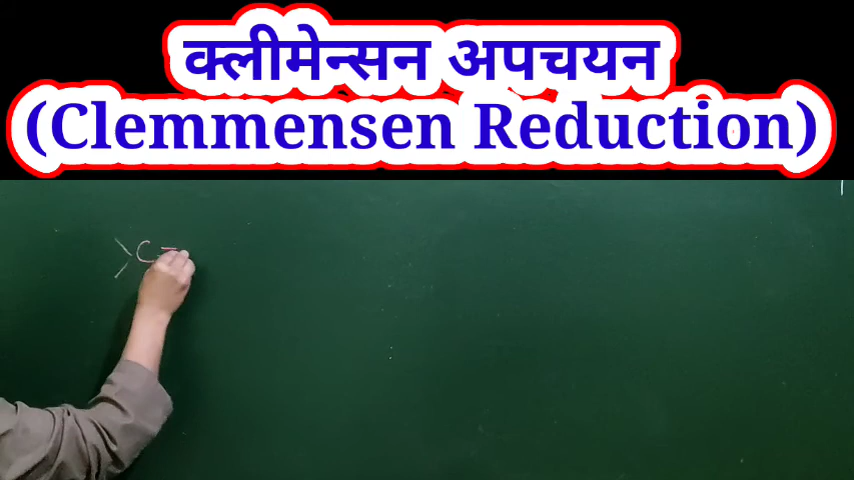 क्लीमेन्सन अपचयन
(Clemmensen Reduction)
>C=